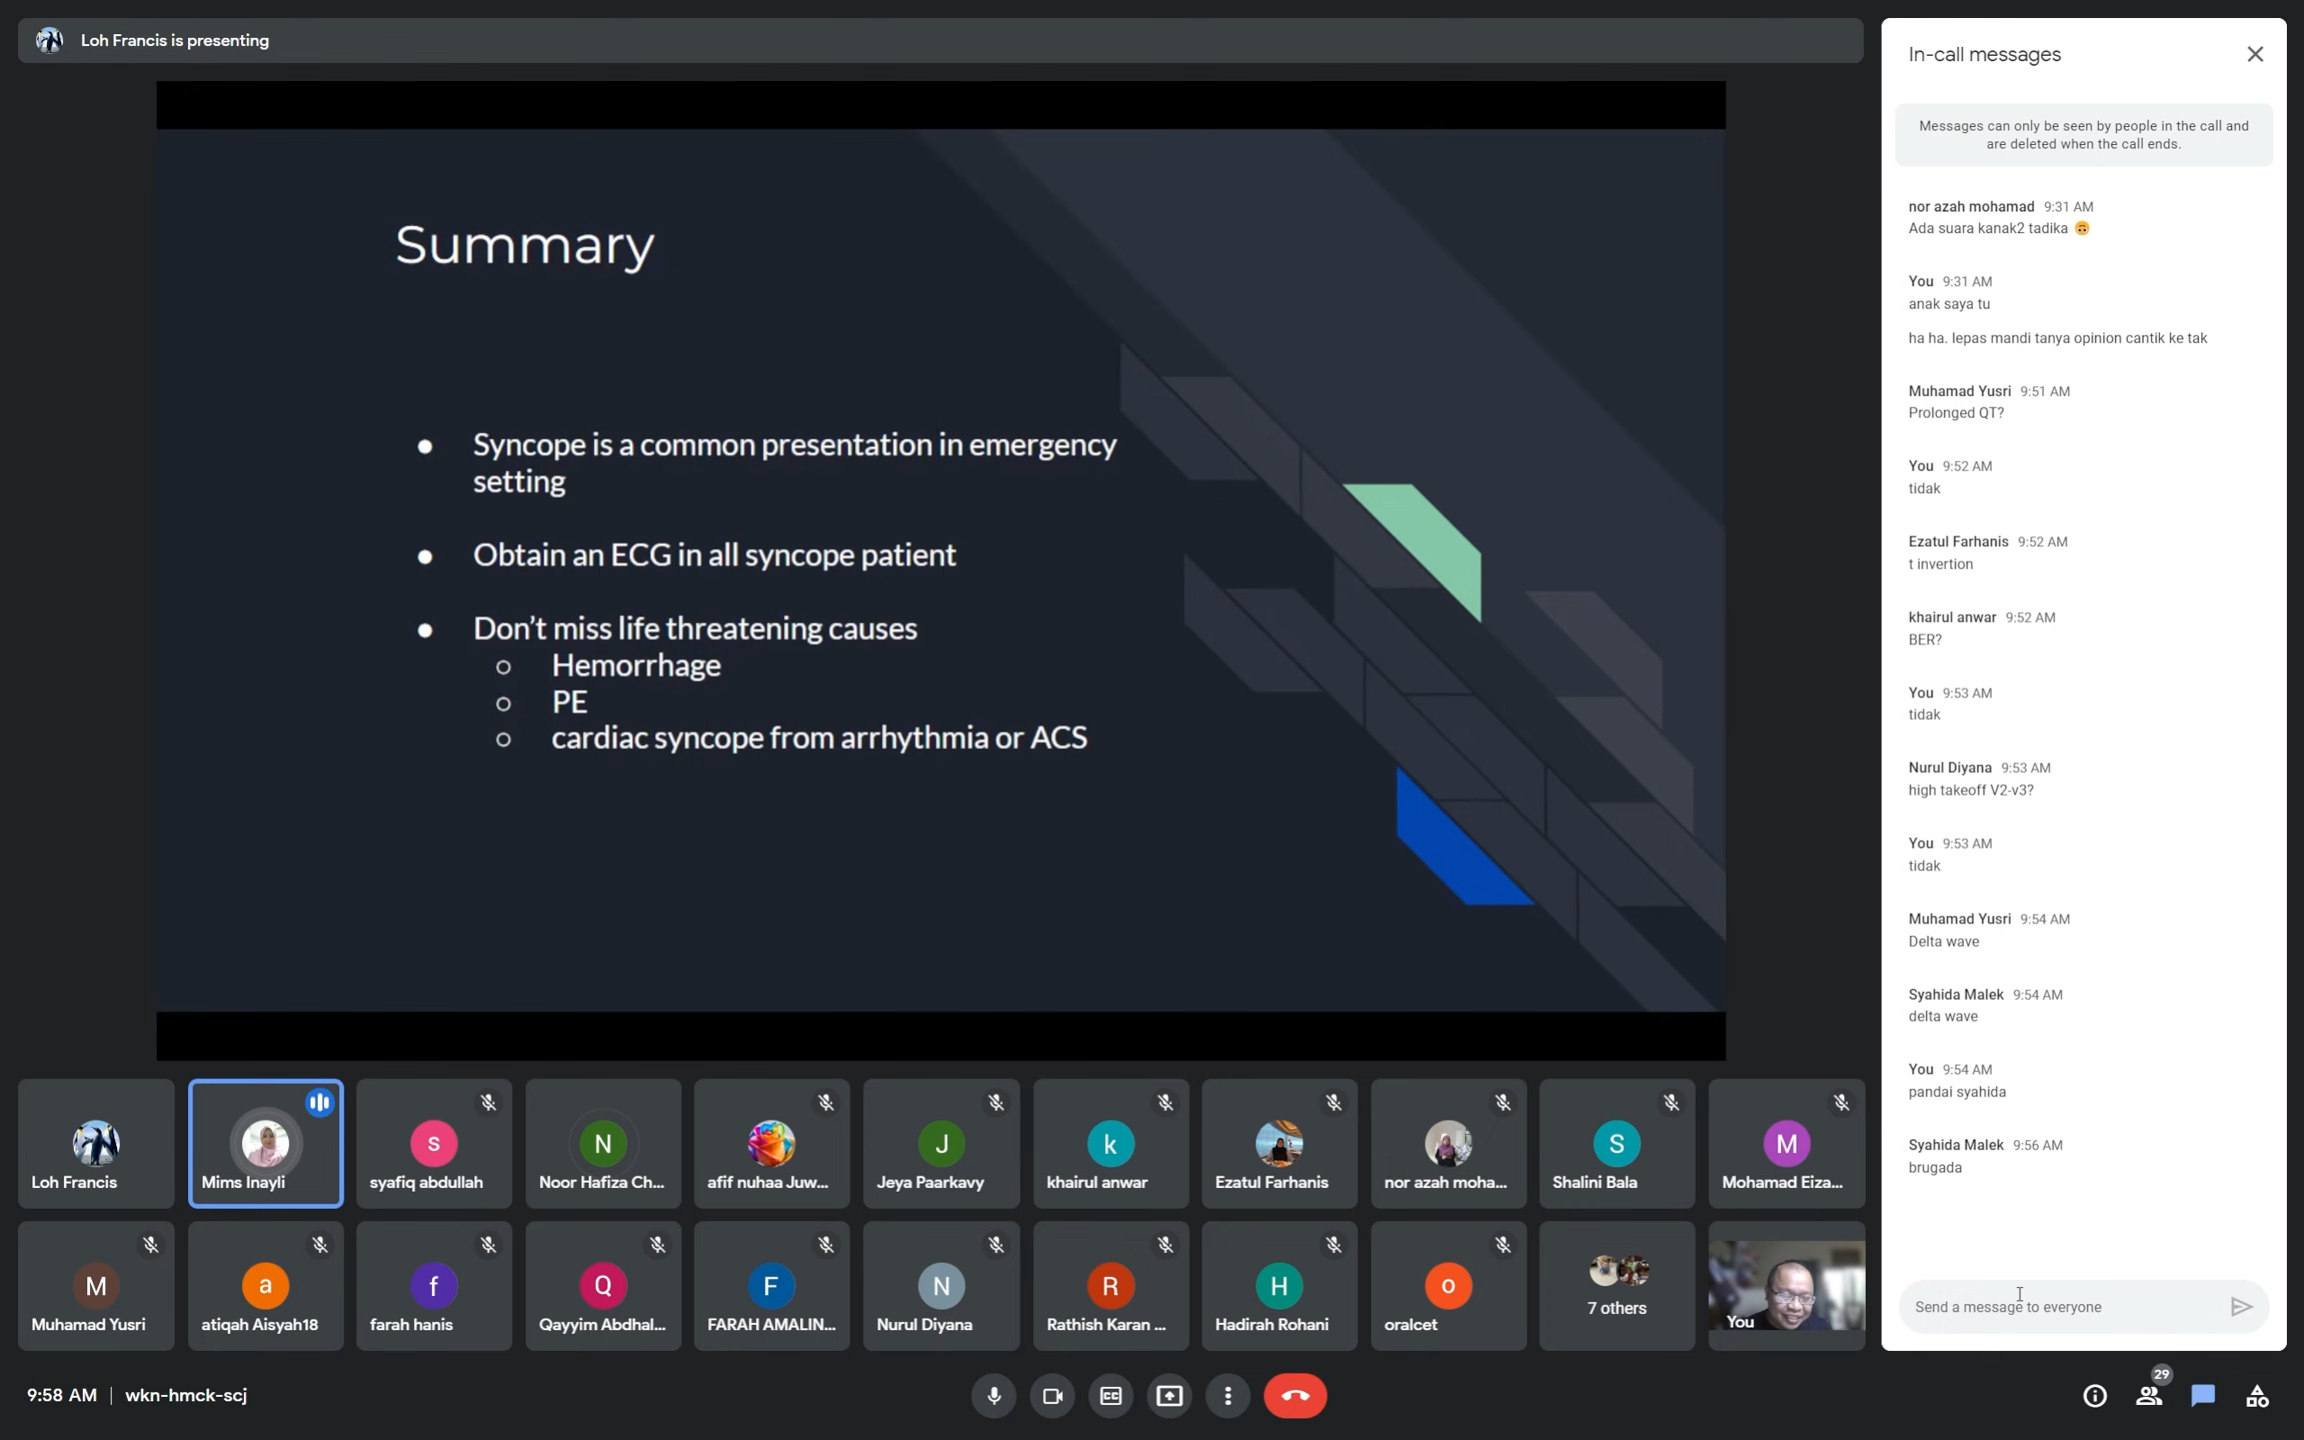 Loh Francis is presenting
Summary
● Syncope is a common presentation in emergency
setting
● Obtain an ECG in all syncope patient
● Don't miss life threatening causes
○ Hemorrhage
○ PE
○ cardiac syncope from arrhythmia or ACS
In-call messages
Messages can only be seen by people in the call and
are deleted when the call ends.
nor azah mohamad 9:31 AM
Ada suara kanak2 tadika 🙃
You 9:31 AM
anak saya tu
ha ha. lepas mandi tanya opinion cantik ke tak
Muhamad Yusri 9:51 AM
Prolonged QT?
You 9:52 AM
tidak
Ezatul Farhanis 9:52 AM
t invertion
khairul anwar 9:52 AM
BER?
You 9:53 AM
tidak
Nurul Diyana 9:53 AM
high takeoff V2-v3?
You 9:53 AM
tidak
Muhamad Yusri 9:54 AM
Delta wave
Syahida Malek 9:54 AM
delta wave
You 9:54 AM
pandai syahida
Syahida Malek 9:56 AM
brugada
Send a message to everyone
s
N
J
k
S
M
Loh Francis
Mims Inayli
syafiq abdullah
Noor Hafiza Ch...
afif nuhaa Juw...
Jeya Paarkavy
khairul anwar
Ezatul Farhanis
nor azah moha...
Shalini Bala
Mohamad Eiza...
M
a
f
Q
F
N
R
H
o
Muhamad Yusri
atiqah Aisyah18
farah hanis
Qayyim Abdhal...
FARAH AMALIN...
Nurul Diyana
Rathish Karan ...
Hadirah Rohani
oralcet
7 others
You
9:58 AM | wkn-hmck-scj
CC
29